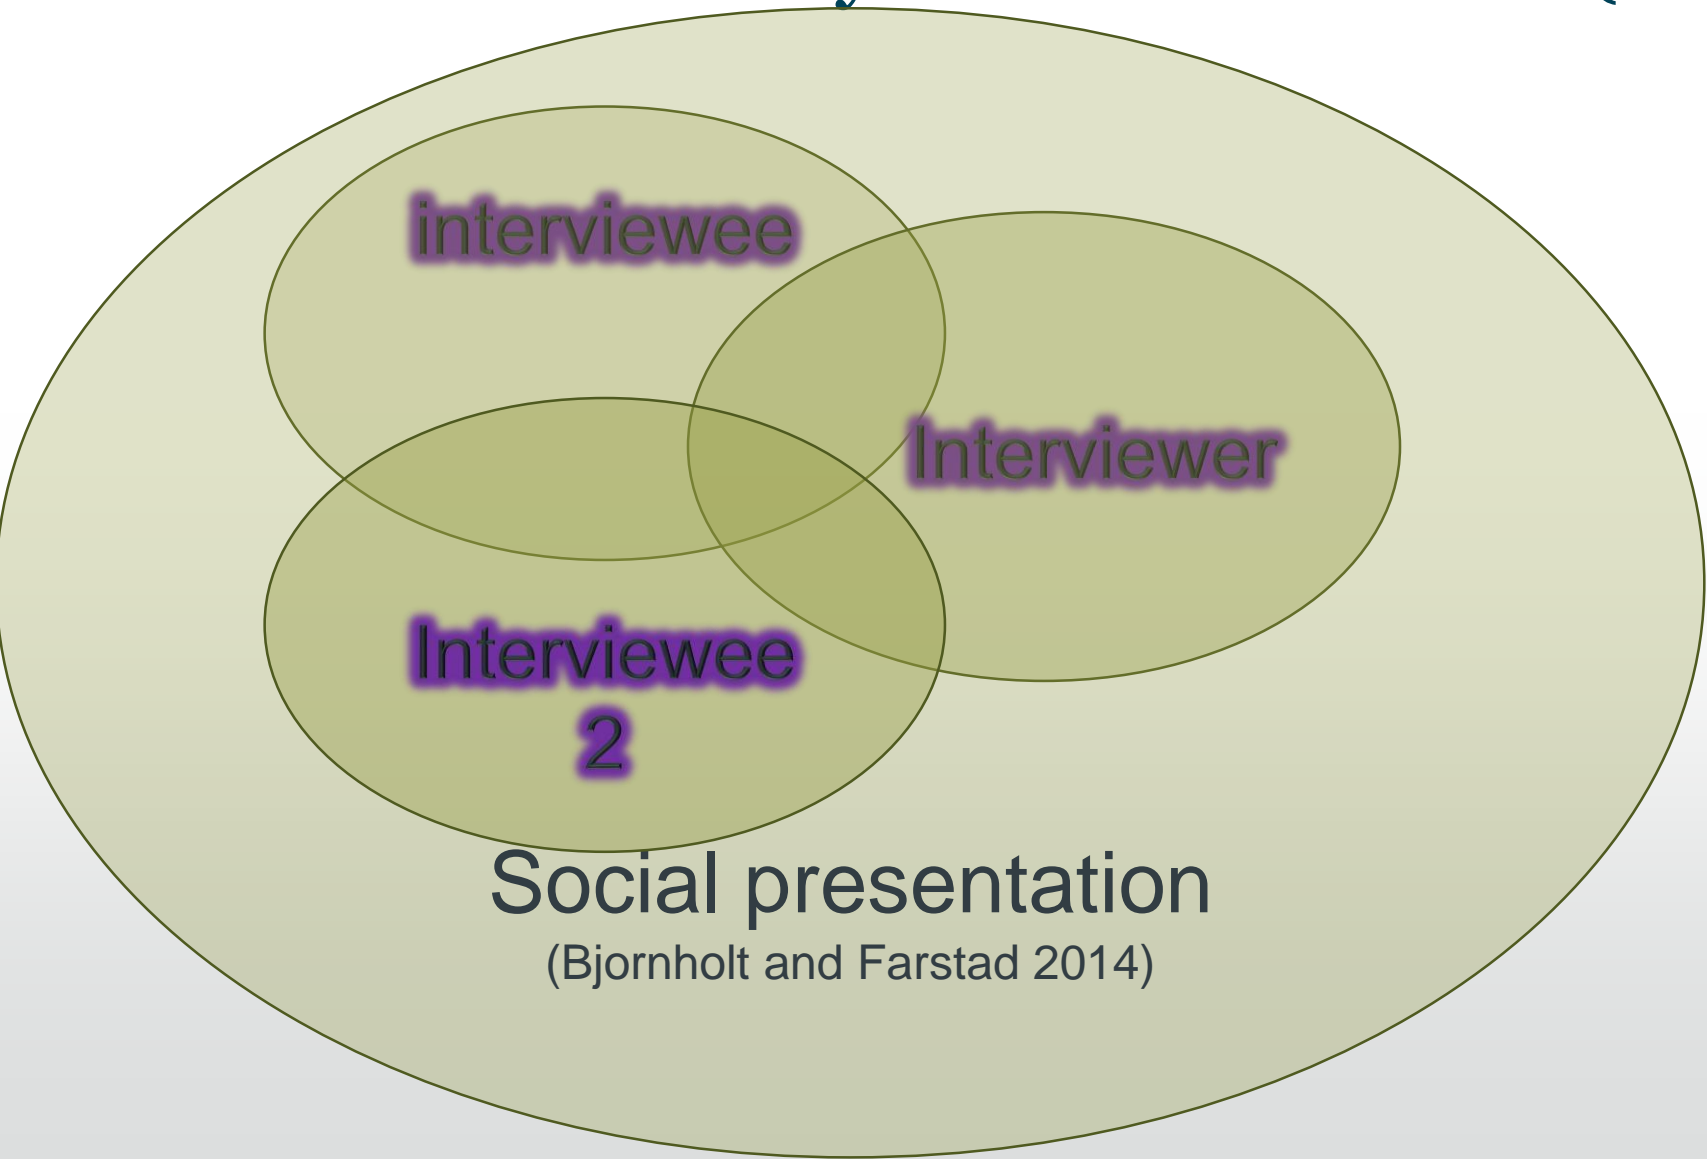 interviewee
Interviewer
Interviewee
2
Social presentation
(Bjornholt and Farstad 2014)